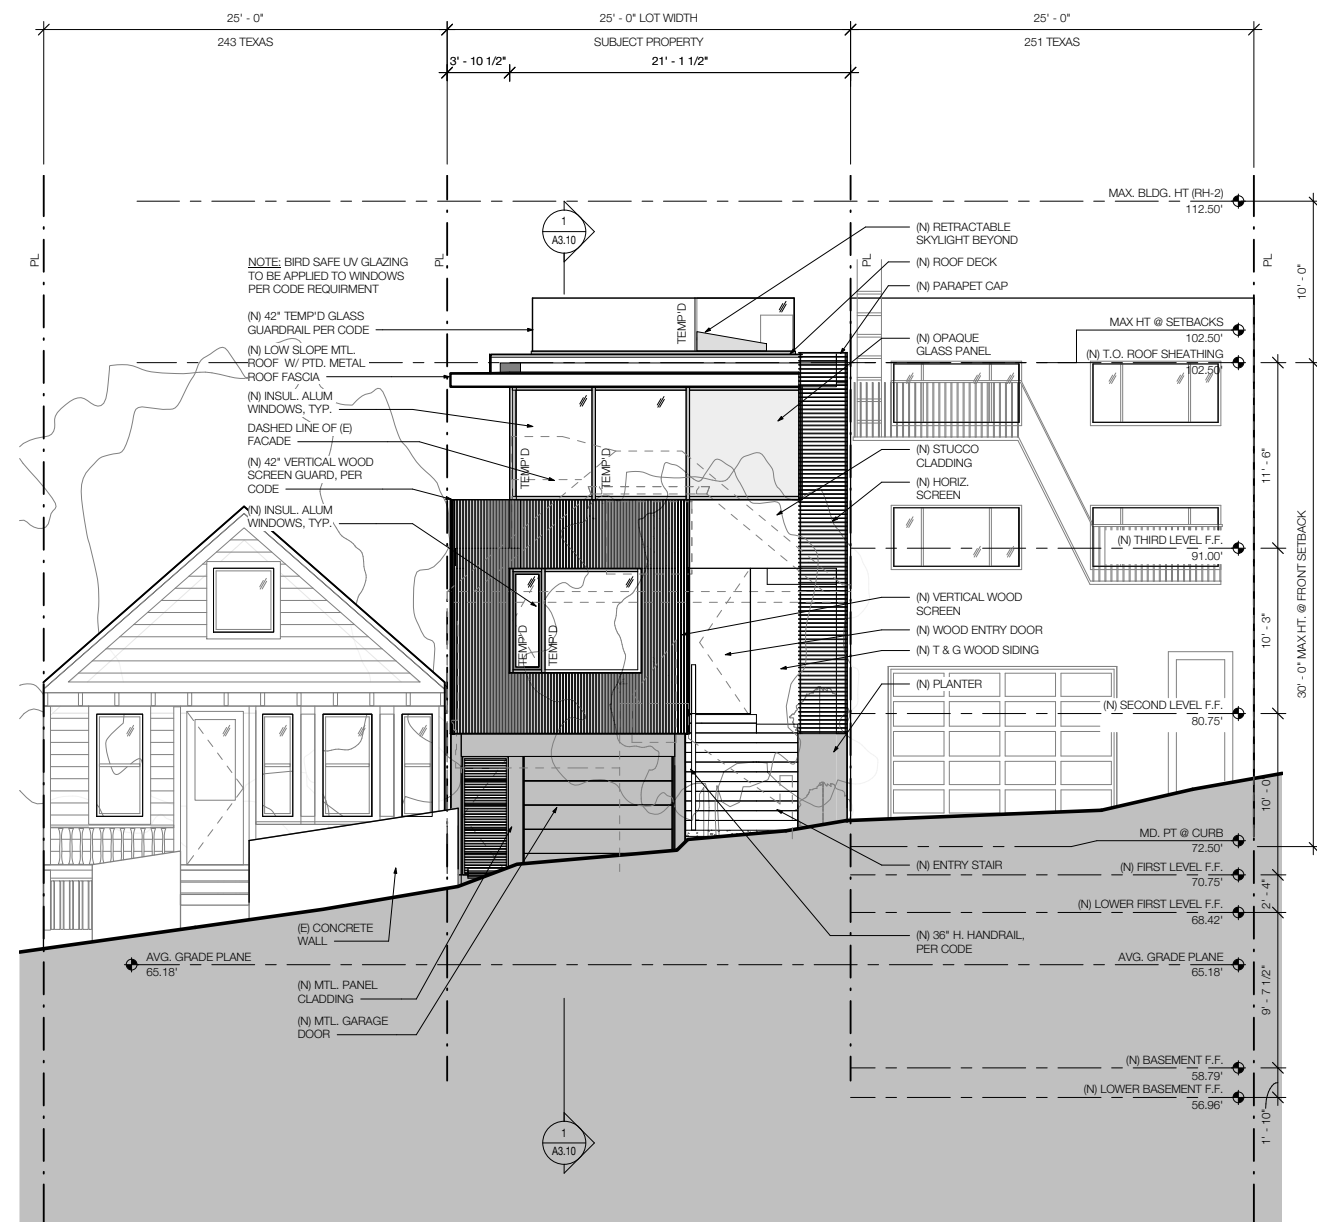 25' - 0"
25' - 0" LOT WIDTH
25' - 0"
243 TEXAS
SUBJECT PROPERTY
251 TEXAS
3' - 10 1/2"
21' - 1 1/2"
MAX. BLDG. HT (RH-2)
112.50'
1
A3.10
PL
PL
PL
PL
NOTE: BIRD SAFE UV GLAZING
TO BE APPLIED TO WINDOWS
PER CODE REQUIRMENT
(N) 42" TEMP'D GLASS
GUARDRAIL PER CODE
(N) LOW SLOPE MTL.
ROOF W/ PTD. METAL
ROOF FASCIA
(N) INSUL. ALUM
WINDOWS, TYP.
DASHED LINE OF (E)
FACADE
(N) 42" VERTICAL WOOD
SCREEN GUARD, PER
CODE
(N) INSUL. ALUM
WINDOWS, TYP.
TEMP'D
TEMP'D
TEMP'D
TEMP'D
TEMP'D
(N) RETRACTABLE
SKYLIGHT BEYOND
(N) ROOF DECK
(N) PARAPET CAP
(N) OPAQUE
GLASS PANEL
(N) STUCCO
CLADDING
(N) HORIZ.
SCREEN
(N) VERTICAL WOOD
SCREEN
(N) WOOD ENTRY DOOR
(N) T & G WOOD SIDING
(N) PLANTER
(N) ENTRY STAIR
(N) 36" H. HANDRAIL,
PER CODE
MAX HT @ SETBACKS
102.50'
(N) T.O. ROOF SHEATHING
102.50'
(N) THIRD LEVEL F.F.
91.00'
(N) SECOND LEVEL F.F.
80.75'
MD. PT @ CURB
72.50'
(N) FIRST LEVEL F.F.
70.75'
(N) LOWER FIRST LEVEL F.F.
68.42'
AVG. GRADE PLANE
65.18'
(N) BASEMENT F.F.
58.79'
(N) LOWER BASEMENT F.F.
56.96'
10' - 0"
11' - 6"
10' - 3"
30' - 0" MAX HT. @ FRONT SETBACK
10' - 0
2' - 4"
9' - 7 1/2"
1' - 10"
(E) CONCRETE
WALL
AVG. GRADE PLANE
65.18'
(N) MTL. PANEL
CLADDING
(N) MTL. GARAGE
DOOR
1
A3.10